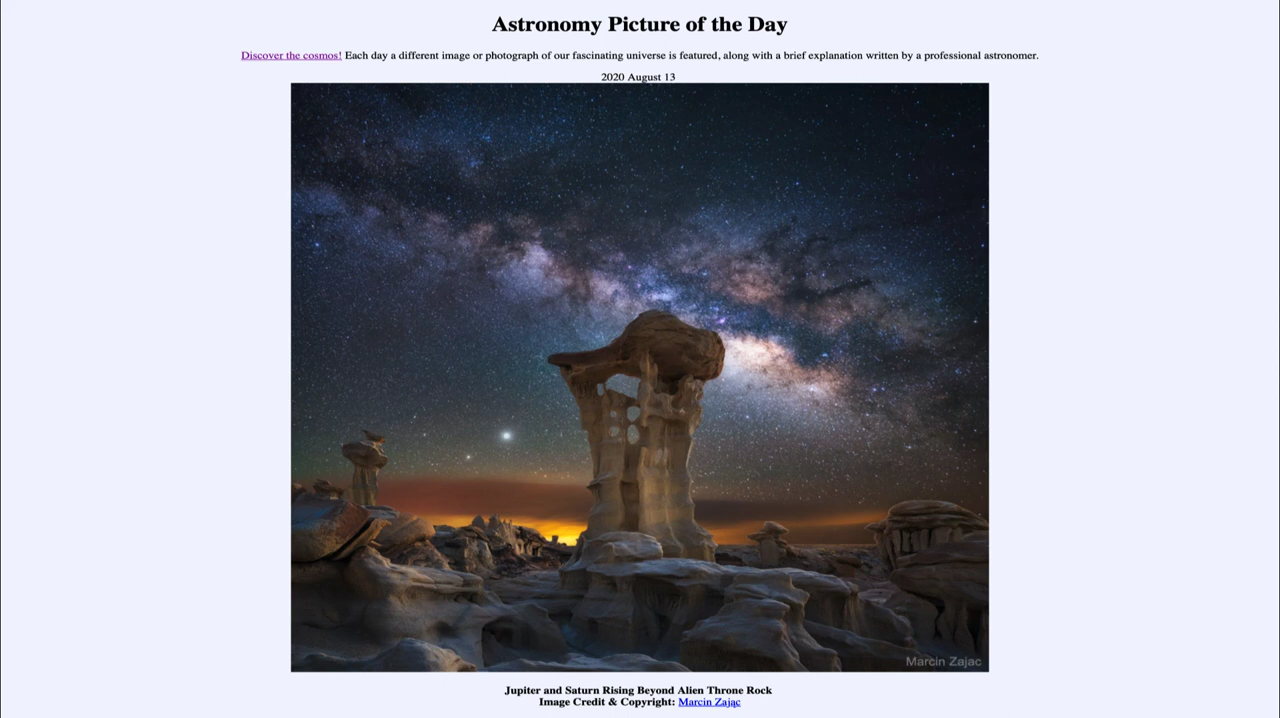 Astronomy Picture of the Day
Discover the cosmos! Each day a different image or photograph of our fascinating universe is featured, along with a brief explanation written by a professional astronomer.
2020 August 13
Marcin Zajac
Jupiter and Saturn Rising Beyond Alien Throne Rock
Image Credit & Copyright: Marcin Zając